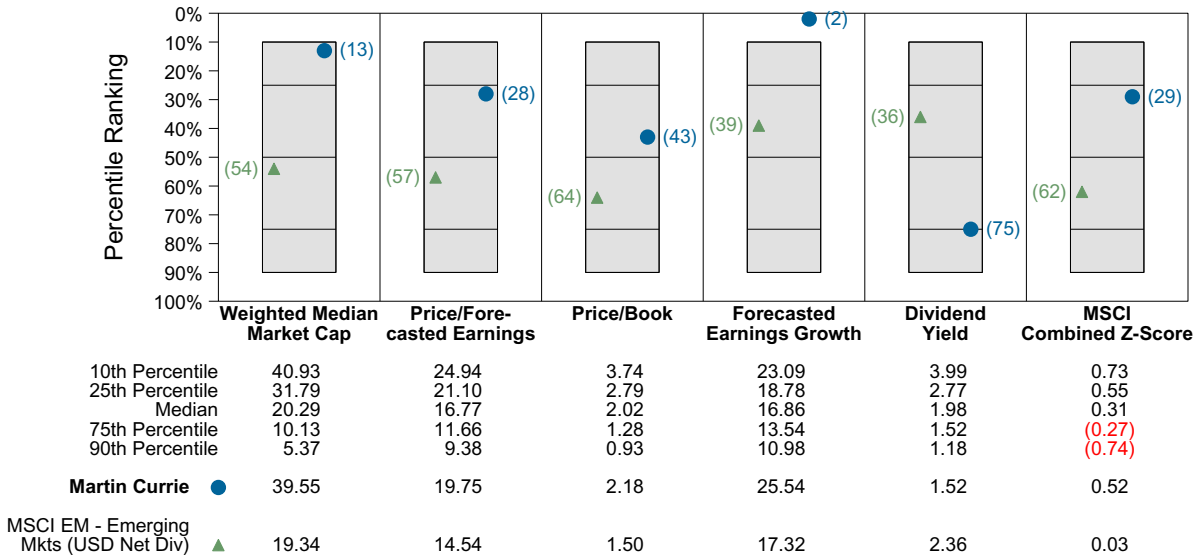 0%
10%
20%
30%
40%
50%
60%
70%
80%
90%
100%
Percentile Ranking
(13)
(54)
(28)
(57)
(43)
(64)
(2)
(39)
(36)
(75)
(29)
(62)
Weighted Median
Market Cap
Price/Fore-
casted Earnings
Price/Book
Forecasted
Earnings Growth
Dividend
Yield
MSCI
Combined Z-Score
10th Percentile 40.93 24.94 3.74 23.09 3.99 0.73
25th Percentile 31.79 21.10 2.79 18.78 2.77 0.55
Median 20.29 16.77 2.02 16.86 1.98 0.31
75th Percentile 10.13 11.66 1.28 13.54 1.52 (0.27)
90th Percentile 5.37 9.38 0.93 10.98 1.18 (0.74)
Martin Currie 39.55 19.75 2.18 25.54 1.52 0.52
MSCI EM - Emerging
Mkts (USD Net Div) 19.34 14.54 1.50 17.32 2.36 0.03